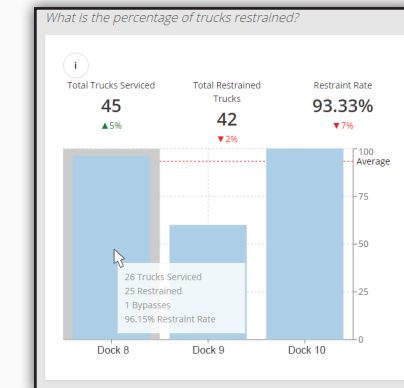 What is the percentage of trucks restrained?
i
Total Trucks Serviced
45
▲5%
Total Restrained
Trucks
42
▼2%
Restraint Rate
93.33%
▼7%
100
Average
75
50
25
0
26 Trucks Serviced
25 Restrained
1 Bypasses
96.15% Restraint Rate
Dock 8
Dock 9
Dock 10